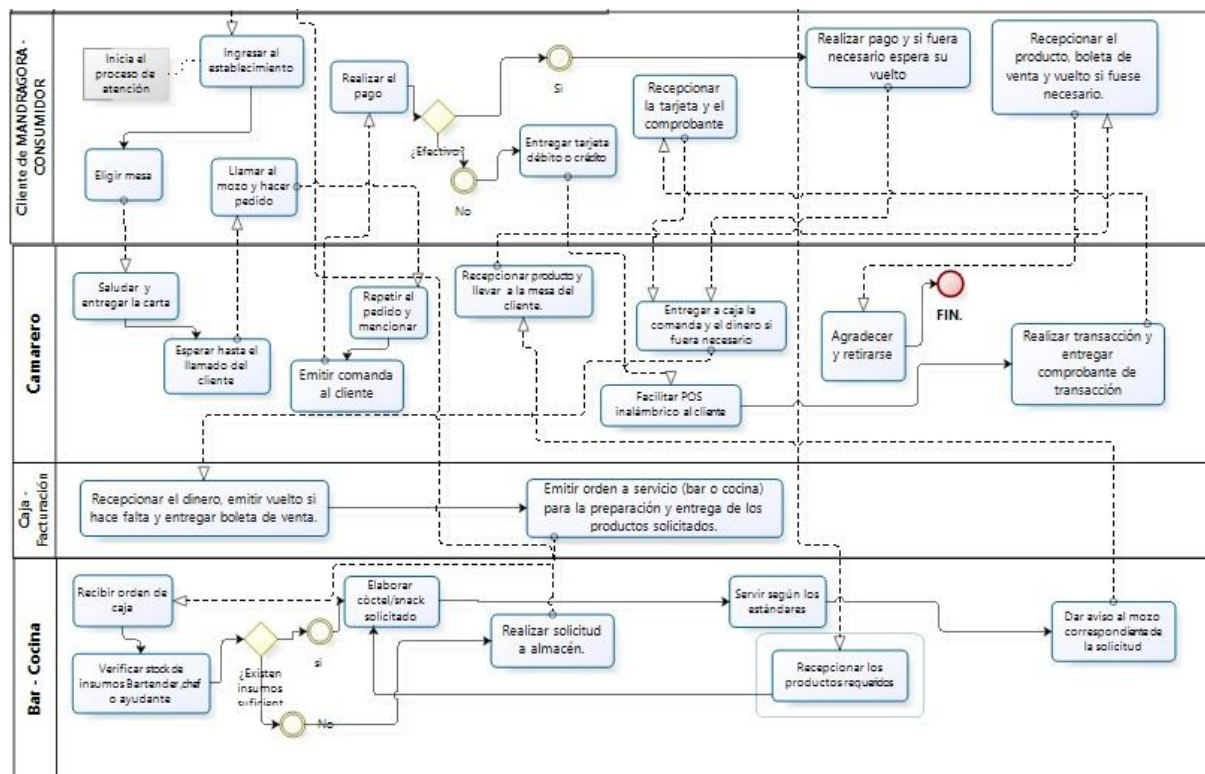 Cliente de MANDRAGORA -
CONSUMIDOR
Inicia el
proceso de
atención
Ingresar al
establecimiento
Eligir mesa
Llamar al
mozo y hacer
pedido
Realizar el
pago
¿Efectivo?
Si
No
Entregar tarjeta
débito o crédito
Recepcionar
la tarjeta y el
comprobante
Realizar pago y si fuera
necesario espera su
vuelto
Recepcionar el
producto, boleta de
venta y vuelto si fuese
necesario.
Camarero
Saludar y
entregar la carta
Esperar hasta el
llamado del
cliente
Repetir el
pedido y
mencionar
Emitir comanda
al cliente
Recepcionar producto y
llevar a la mesa del
cliente.
Entregar a caja la
comanda y el dinero si
fuera necesario
Facilitar POS
inalámbrico al cliente
Agradecer
y retirarse
FIN.
Realizar transacción y
entregar
comprobante de
transacción
Caja -
Facturación
Recepcionar el dinero, emitir vuelto si
hace falta y entregar boleta de venta.
Emitir orden a servicio (bar o cocina)
para la preparación y entrega de los
productos solicitados.
Bar - Cocina
Recibir orden de
caja
Verificar stock de
insumos Bartender, chef
o ayudante
¿Existen
insumos
suficient
si
No
Elaborar
cóctel/snack
solicitado
Realizar solicitud
a almacén.
Servir según los
estándares
Recepcionar los
productos requeridos
Dar aviso al mozo
correspondiente de
la solicitud